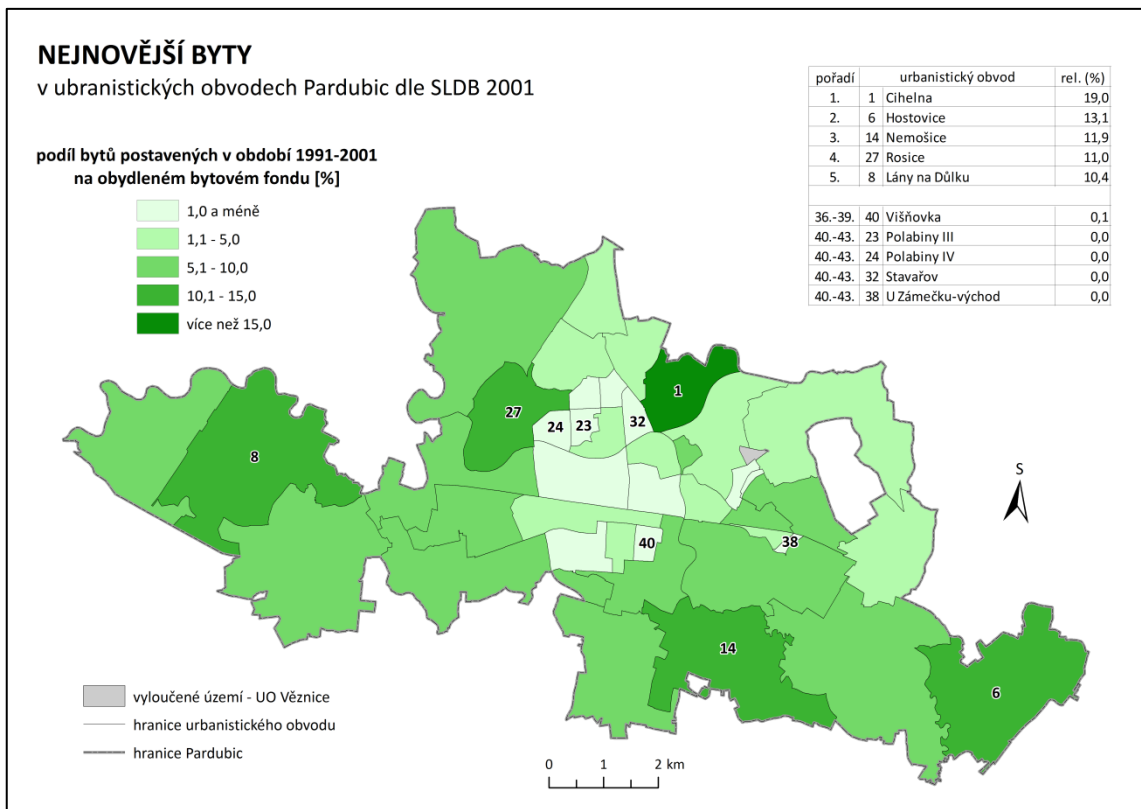 NEJNOVĚJŠÍ BYTY
v ubranistických obvodech Pardubic dle SLDB 2001
podíl bytů postavených v období 1991-2001
na obydleném bytovém fondu [%]
1,0 a méně
1,1 - 5,0
5,1 - 10,0
10,1 - 15,0
více než 15,0
pořadí urbanistický obvod rel. (%)
1. 1 Cihelna 19,0
2. 6 Hostovice 13,1
3. 14 Nemošice 11,9
4. 27 Rosice 11,0
5. 8 Lány na Důlku 10,4
36.-39. 40 Višňovka 0,1
40.-43. 23 Polabiny III 0,0
40.-43. 24 Polabiny IV 0,0
40.-43. 32 Stavařov 0,0
40.-43. 38 U Zámečku-východ 0,0
1
27
24 23 32
8
S
40
38
14
6
vyloučené území - UO Věznice
hranice urbanistického obvodu
hranice Pardubic
0 1 2 km